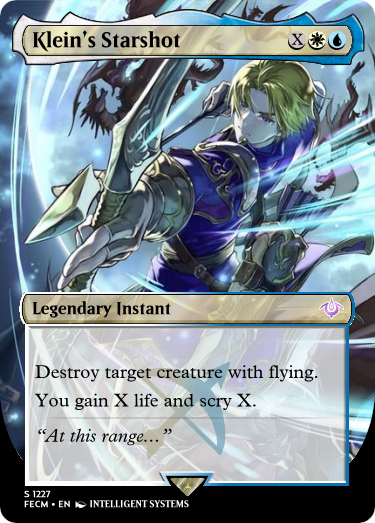 Klein's Starshot X
Legendary Instant
Destroy target creature with flying.
You gain X life and scry X.
“At this range...”
S 1227
FECM • EN INTELLIGENT SYSTEMS